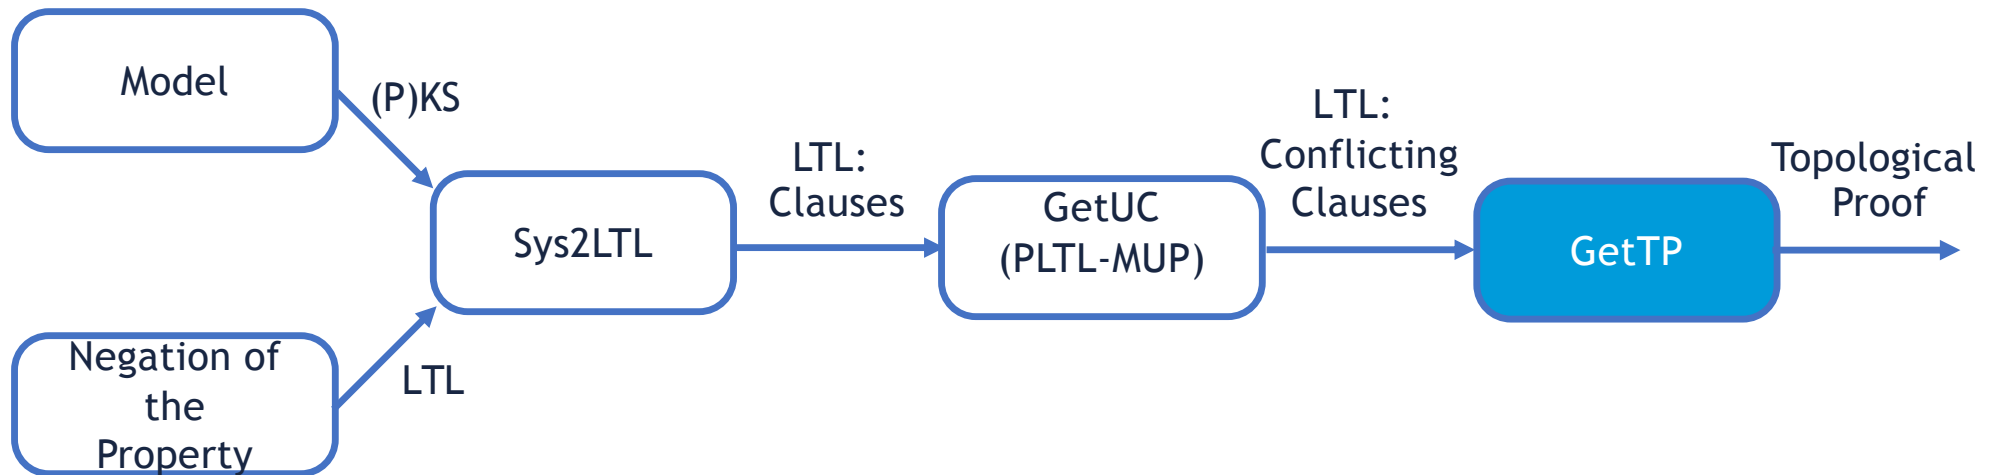 Model
(P)KS
Negation of
the
Property
LTL
Sys2LTL
LTL:
Clauses
GetUC
(PLTL-MUP)
LTL:
Conflicting
Clauses
GetTP
Topological
Proof